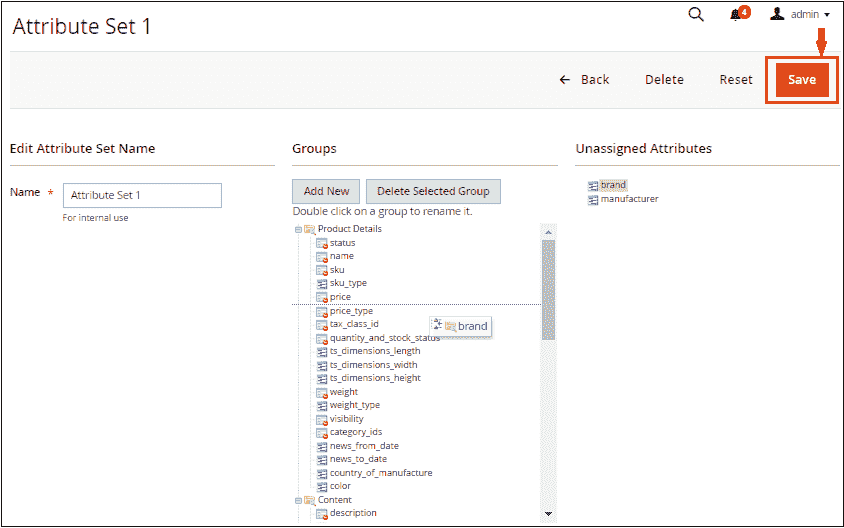 Attribute Set 1
4
admin
Back
Delete
Reset
Save
Edit Attribute Set Name
Name *
Attribute Set 1
For internal use
Groups
Add New
Delete Selected Group
Double click on a group to rename it.
Product Details
status
name
sku
sku_type
price
price_type
tax_class_id
brand
quantity_and_stock_status
ts_dimensions_length
ts_dimensions_width
ts_dimensions_height
weight
weight_type
visibility
category_ids
news_from_date
news_to_date
country_of_manufacture
color
Content
description
Unassigned Attributes
brand
manufacturer